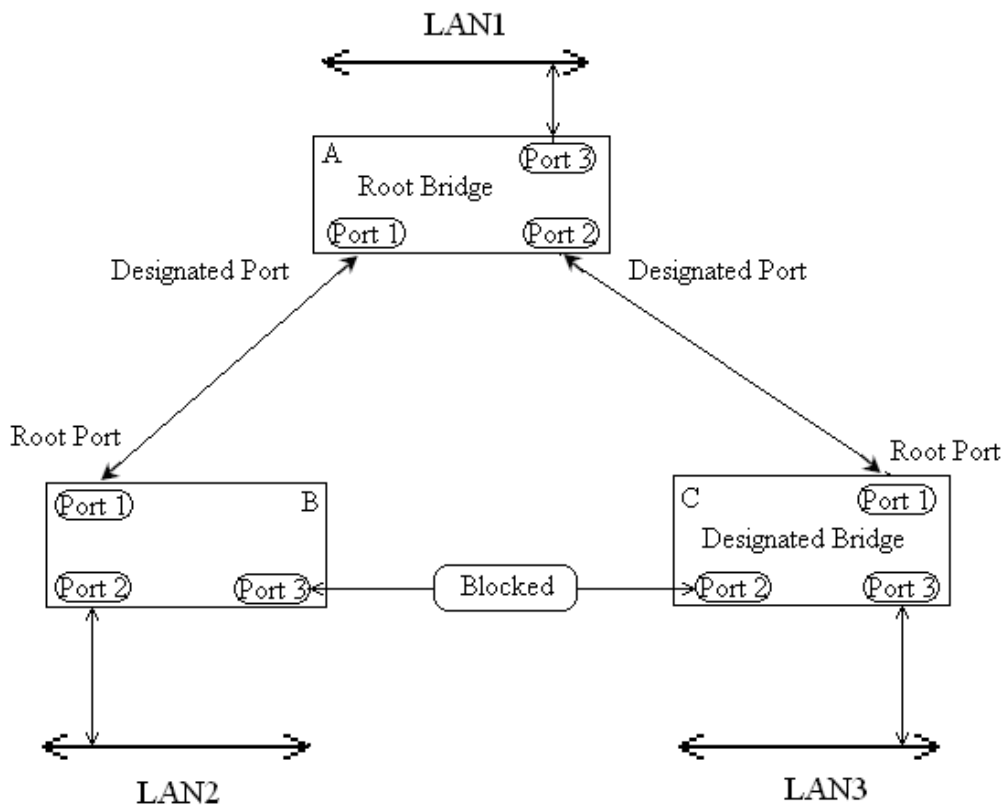 LAN1
A
Port 3
Root Bridge
Port 1
Port 2
Designated Port
Designated Port
Root Port
Root Port
Port 1
B
Port 2
Port 3
Blocked
C
Port 1
Designated Bridge
Port 2
Port 3
LAN2
LAN3